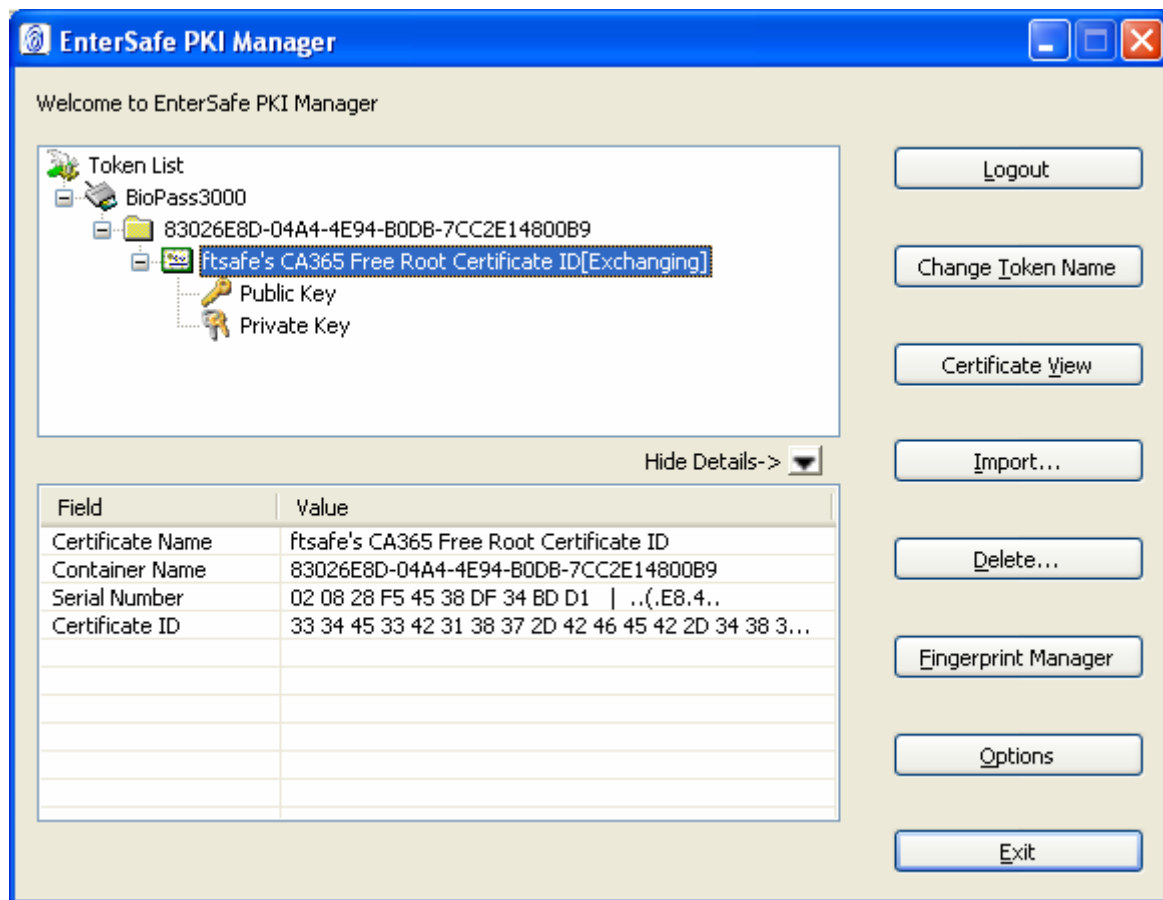 EnterSafe PKI Manager
Welcome to EnterSafe PKI Manager
Token List
BioPass3000
83026E8D-04A4-4E94-B0DB-7CC2E14800B9
ftsafe's CA365 Free Root Certificate ID[Exchanging]
Public Key
Private Key
Hide Details->
Field Value
Certificate Name ftsafe's CA365 Free Root Certificate ID
Container Name 83026E8D-04A4-4E94-B0DB-7CC2E14800B9
Serial Number 02 08 28 F5 45 38 DF 34 BD D1 | ..(.E8.4..
Certificate ID 33 34 45 33 42 31 38 37 2D 42 46 45 42 2D 34 38 3...
Logout
Change Token Name
Certificate View
Import...
Delete...
Fingerprint Manager
Options
Exit